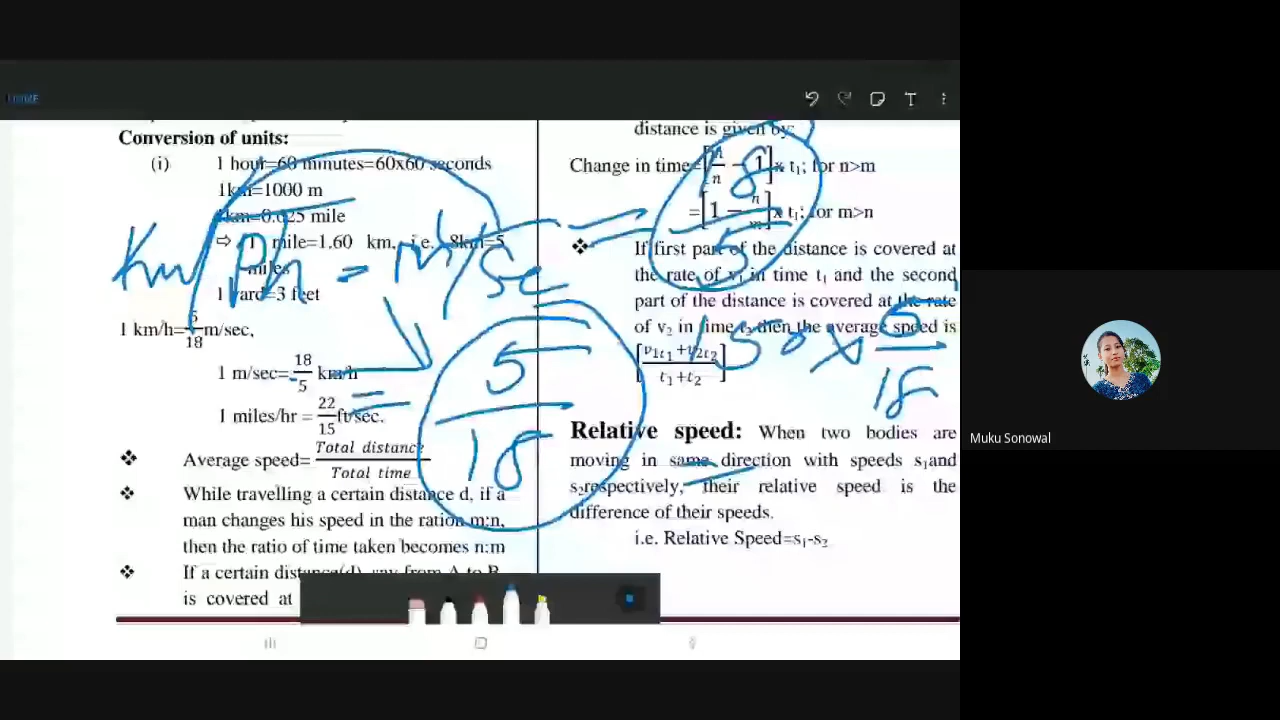 Conversion of units:
(i) 1 hour=60 minutes=60x60 seconds
1km=1000 m
1km=0.625 mile
⇨ 1 mile=1.60 km, i.e. 8km=5
miles
1 yard=3 feet
1 km/h=5/18 m/sec,
1 m/sec= 18/5 km/h
1 miles/hr = 22/15 ft/sec.
❖ Average speed= Total distance/Total time
❖ While travelling a certain distance d, if a
man changes his speed in the ration m:n,
then the ratio of time taken becomes n:m
❖ If a certain distance(d), any from A to B,
is covered at
Km/Ph = m/Sec
5/18
distance is given by:
Change in time=[m/n - 1]x t₁; for n>m
=[1 - n/m]x t₁; for m>n
❖ If first part of the distance is covered at
the rate of v₁ in time t₁ and the second
part of the distance is covered at the rate
of v₂ in time t₂ then the average speed is
[v₁t₁+v₂t₂/t₁+t₂]
150 x 5/18
Relative speed: When two bodies are
moving in same direction with speeds s₁and
s₂respectively, their relative speed is the
difference of their speeds.
i.e. Relative Speed=s₁-s₂
T
Muku Sonowal